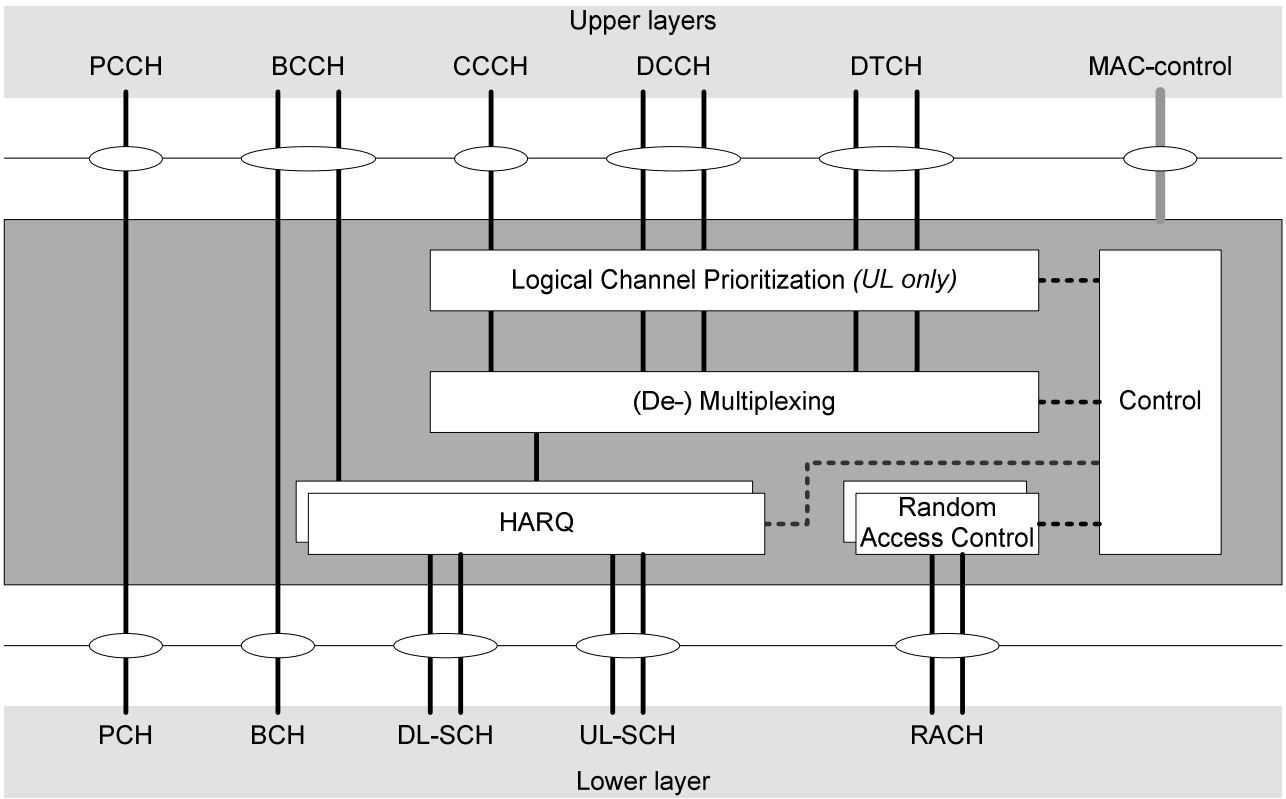 Upper layers
PCCH BCCH CCCH DCCH DTCH MAC-control
Logical Channel Prioritization (UL only)
(De-) Multiplexing
Control
HARQ
Random
Access Control
PCH BCH DL-SCH UL-SCH RACH
Lower layer